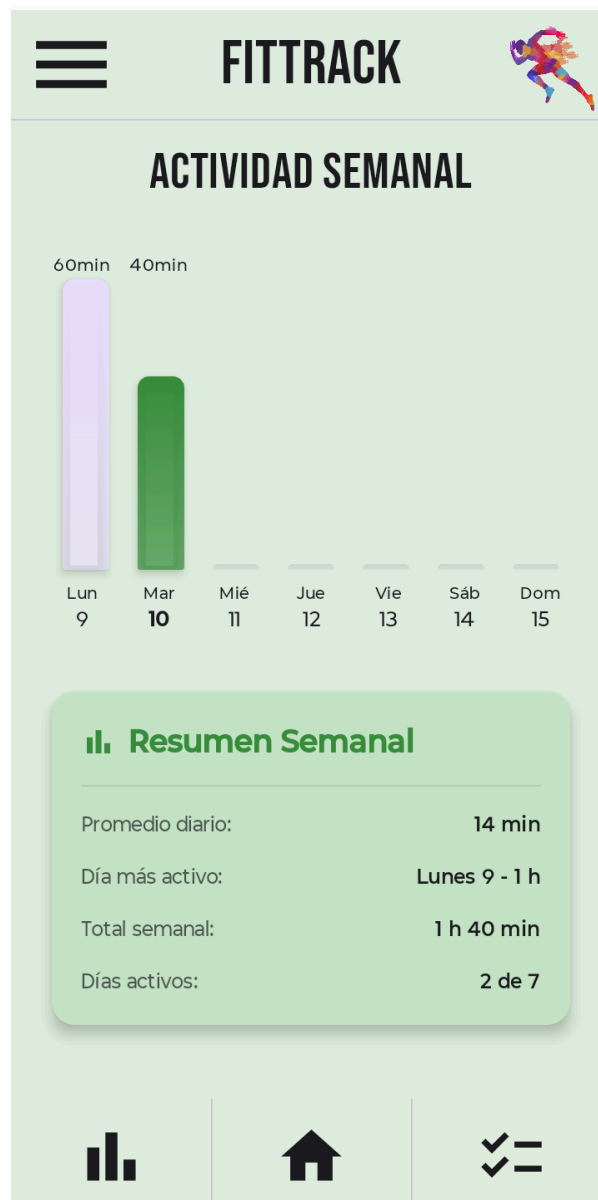 FITTRACK
ACTIVIDAD SEMANAL
60min 40min
Lun Mar Mié Jue Vie Sáb Dom
9 10 11 12 13 14 15
Resumen Semanal
Promedio diario: 14 min
Día más activo: Lunes 9 - 1 h
Total semanal: 1 h 40 min
Días activos: 2 de 7